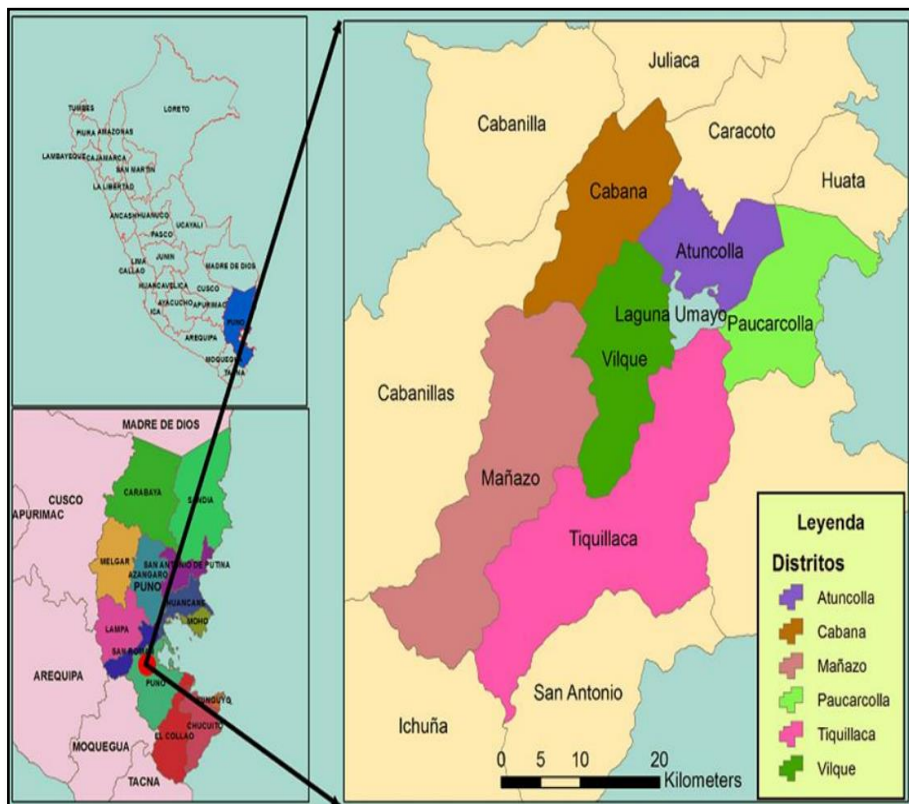 TUMBES
LORETO
PIURA
AMAZONAS
LAMBAYEQUE
CAJAMARCA
SAN MARTIN
LA LIBERTAD
ANCASH
HUANUCO
UCAYALI
PASCO
LIMA
JUNIN
CALLAO
MADRE DE DIOS
HUANCAVELICA
CUSCO
AYACUCHO
APURIMAC
ICA
PUNO
AREQUIPA
MOQUEGUA
TACNA
MADRE DE DIOS
CUSCO
APURIMAC
CARABAYA
SANDIA
MELGAR
SAN ANTONIO DE PUTINA
AZANGARO
PUNO
HUANCANE
MOHO
LAMPA
SAN ROMAN
AREQUIPA
PUNO
YUNGUYO
CHUCUITO
EL COLLAO
MOQUEGUA
TACNA
Juliaca
Cabanilla
Caracoto
Huata
Cabana
Atuncolla
Laguna Umayo
Paucarcolla
Vilque
Cabanillas
Mañazo
Tiquillaca
San Antonio
Ichuña
0 5 10 20
Kilometers
Leyenda
Distritos
Atuncolla
Cabana
Mañazo
Paucarcolla
Tiquillaca
Vilque